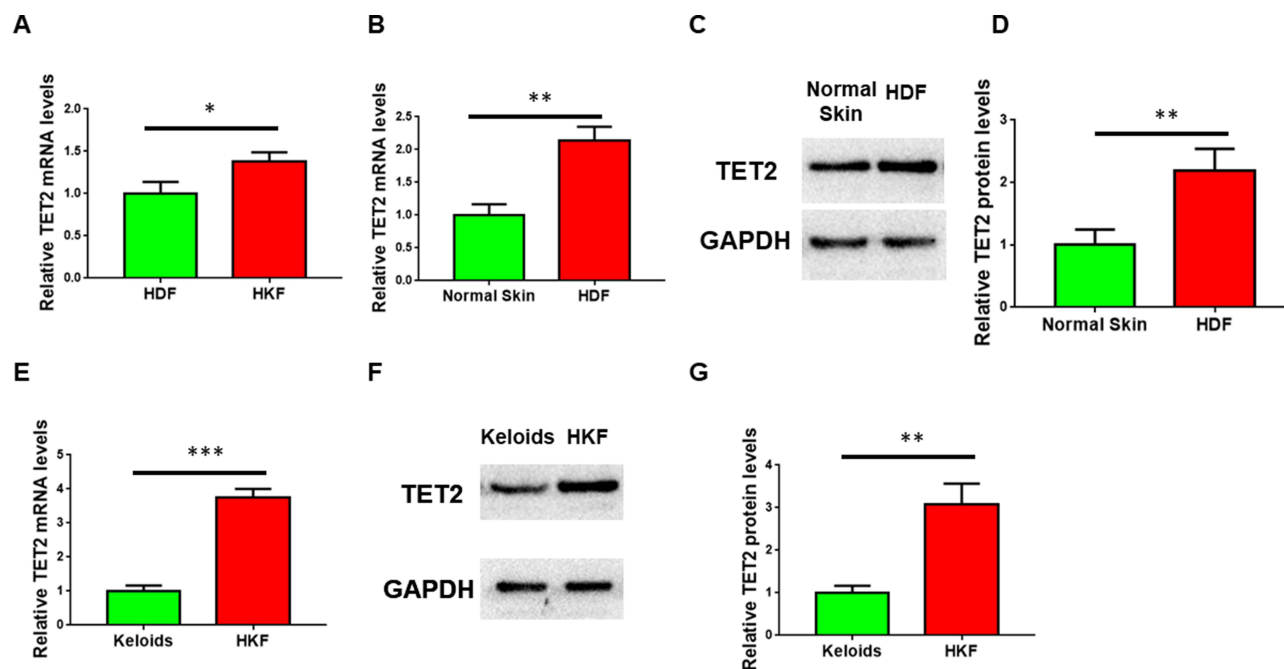 A
Relative TET2 mRNA levels
2.0
1.5
1.0
0.5
0.0
*
HDF HKF
B
Relative TET2 mRNA levels
2.5
2.0
1.5
1.0
0.5
0.0
**
Normal Skin HDF
C
Normal
Skin HDF
TET2
GAPDH
D
Relative TET2 protein levels
3
2
1
0
**
Normal Skin HDF
E
Relative TET2 mRNA levels
5
4
3
2
1
0
***
Keloids HKF
F
Keloids HKF
TET2
GAPDH
G
Relative TET2 protein levels
4
3
2
1
0
**
Keloids HKF